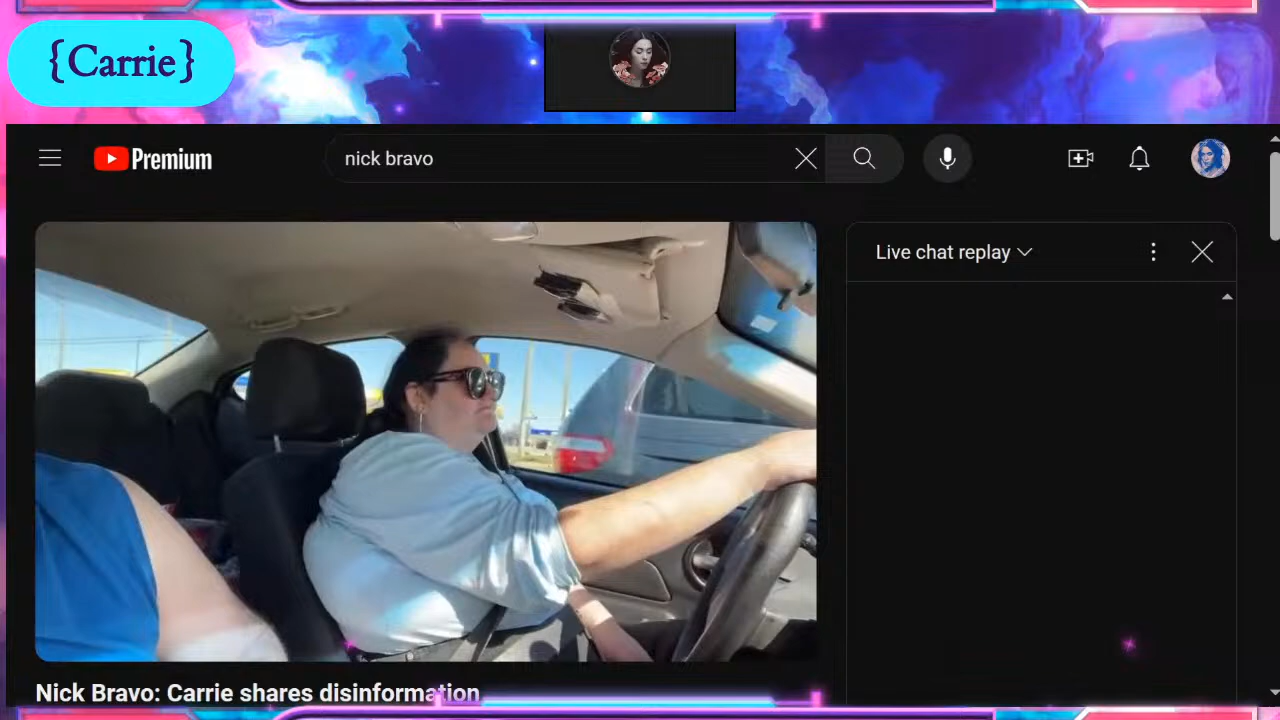 {Carrie}
Premium
nick bravo
Live chat replay
Nick Bravo: Carrie shares disinformation